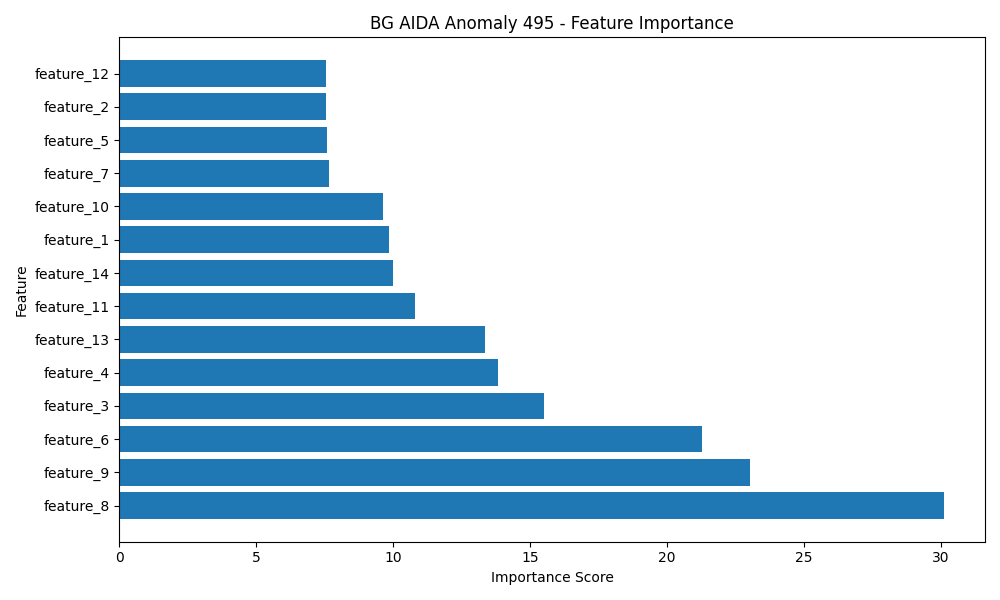 BG AIDA Anomaly 495 - Feature Importance
feature_12
feature_2
feature_5
feature_7
feature_10
feature_1
feature_14
feature_11
feature_13
feature_4
feature_3
feature_6
feature_9
feature_8
Feature
0 5 10 15 20 25 30
Importance Score